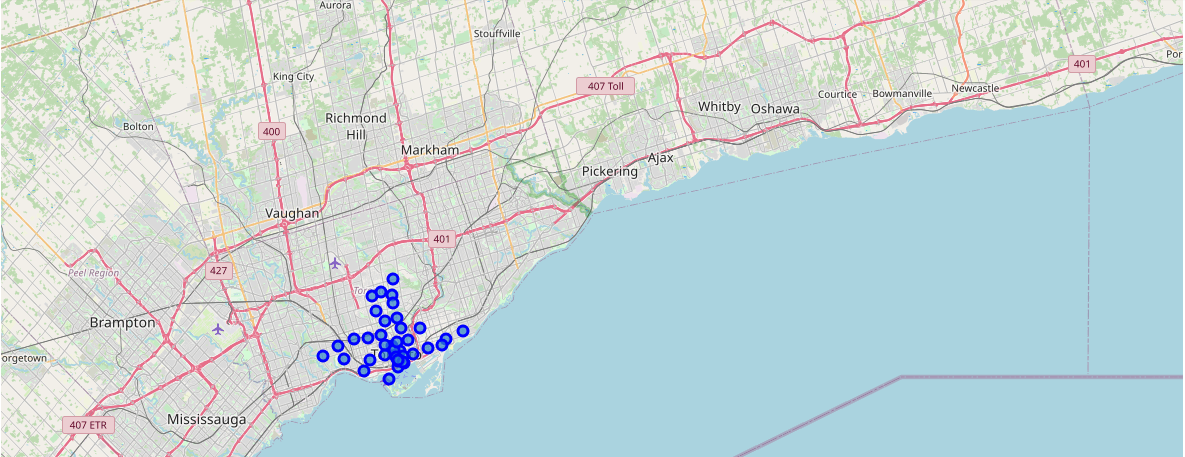 Aurora
Stouffville
King City
407 Toll
401
Por
Newcastle
Courtice
Bowmanville
Whitby
Oshawa
Richmond
Hill
Bolton
400
Markham
Ajax
Pickering
Vaughan
401
427
Peel Region
Tor
Brampton
T
orgetown
Mississauga
407 ETR